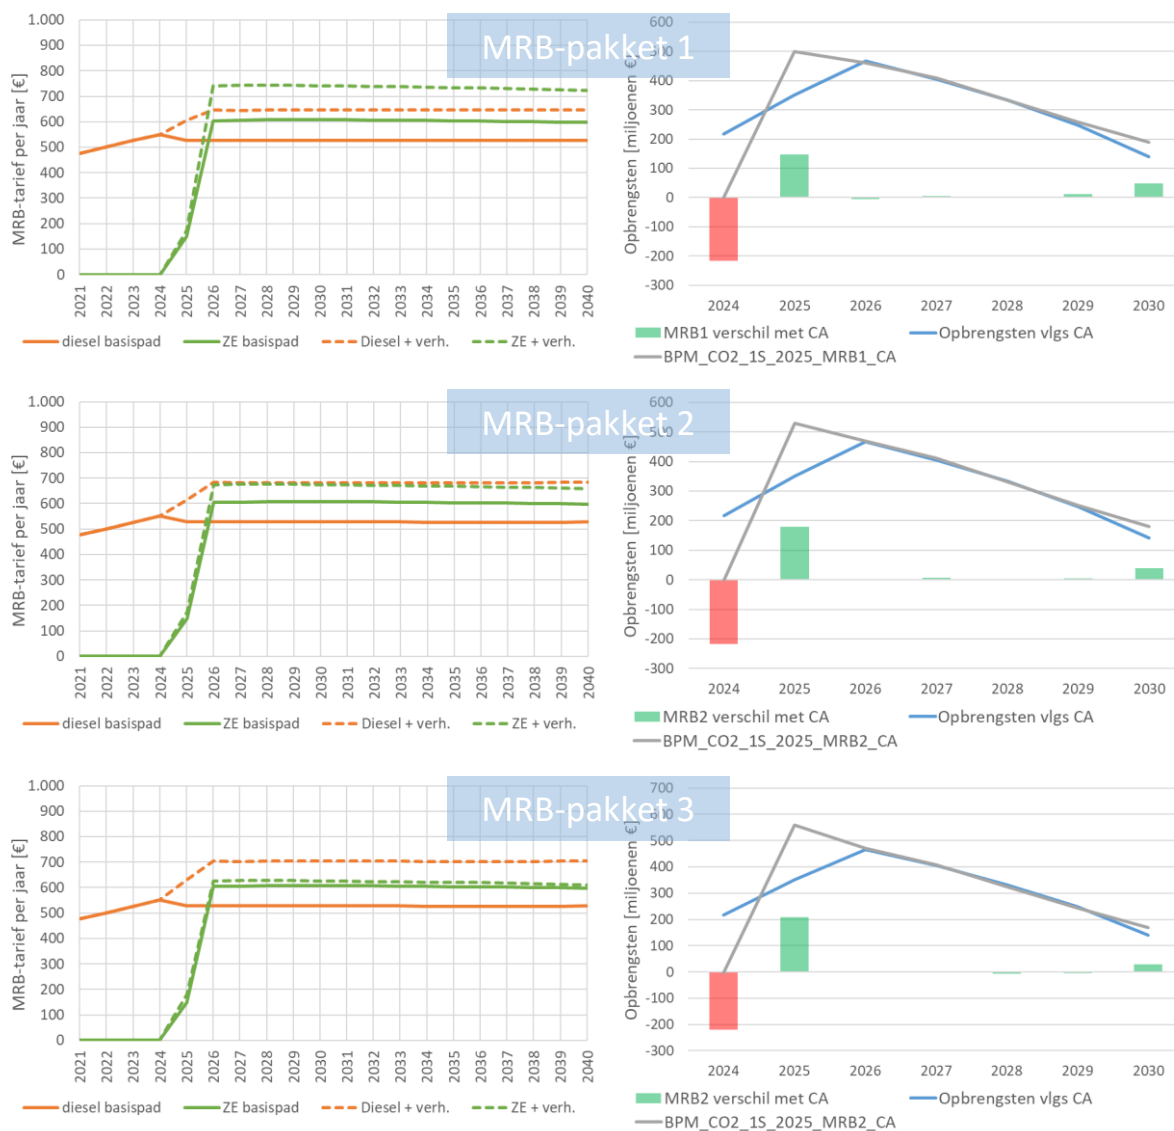 MRB-pakket 1
MRB-tarief per jaar [€]
1.000
900
800
700
600
500
400
300
200
100
0
2021 2022 2023 2024 2025 2026 2027 2028 2029 2030 2031 2032 2033 2034 2035 2036 2037 2038 2039 2040
diesel basispad ZE basispad Diesel + verh. ZE + verh.
Opbrengsten [miljoenen €]
600
500
400
300
200
100
0
-100
-200
-300
2024 2025 2026 2027 2028 2029 2030
MRB1 verschil met CA Opbrengsten vlgs CA
BPM_CO2_1S_2025_MRB1_CA
MRB-pakket 2
MRB-tarief per jaar [€]
1.000
900
800
700
600
500
400
300
200
100
0
2021 2022 2023 2024 2025 2026 2027 2028 2029 2030 2031 2032 2033 2034 2035 2036 2037 2038 2039 2040
diesel basispad ZE basispad Diesel + verh. ZE + verh.
Opbrengsten [miljoenen €]
600
500
400
300
200
100
0
-100
-200
-300
2024 2025 2026 2027 2028 2029 2030
MRB2 verschil met CA Opbrengsten vlgs CA
BPM_CO2_1S_2025_MRB2_CA
MRB-pakket 3
MRB-tarief per jaar [€]
1.000
900
800
700
600
500
400
300
200
100
0
2021 2022 2023 2024 2025 2026 2027 2028 2029 2030 2031 2032 2033 2034 2035 2036 2037 2038 2039 2040
diesel basispad ZE basispad Diesel + verh. ZE + verh.
Opbrengsten [miljoenen €]
700
600
500
400
300
200
100
0
-100
-200
-300
2024 2025 2026 2027 2028 2029 2030
MRB2 verschil met CA Opbrengsten vlgs CA
BPM_CO2_1S_2025_MRB2_CA